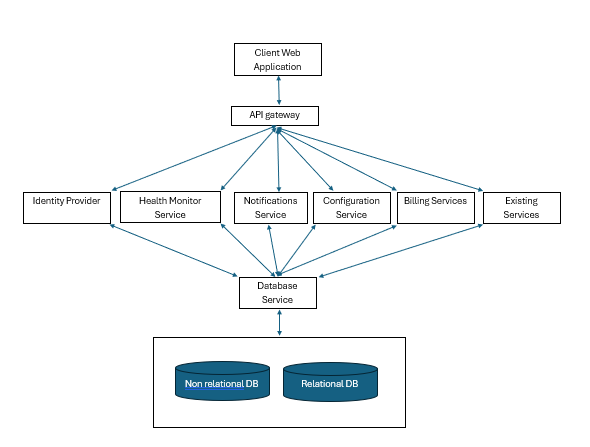 Client Web
Application
API gateway
Identity Provider
Health Monitor
Service
Notifications
Service
Configuration
Service
Billing Services
Existing
Services
Database
Service
Non relational DB
Relational DB